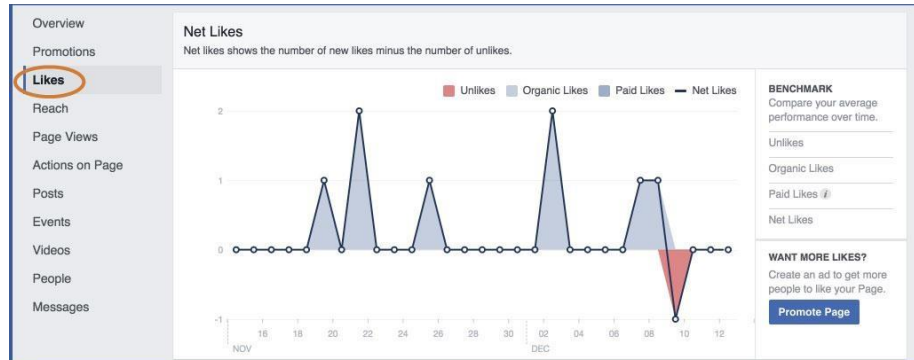 Overview
Promotions
Likes
Reach
Page Views
Actions on Page
Posts
Events
Videos
People
Messages
Net Likes
Net likes shows the number of new likes minus the number of unlikes.
Unlikes Organic Likes Paid Likes Net Likes
2
1
0
-1
16 18 20 22 24 26 28 30 02 04 06 08 10 12
NOV DEC
BENCHMARK
Compare your average
performance over time.
Unlikes
Organic Likes
Paid Likes i
Net Likes
WANT MORE LIKES?
Create an ad to get more
people to like your Page.
Promote Page